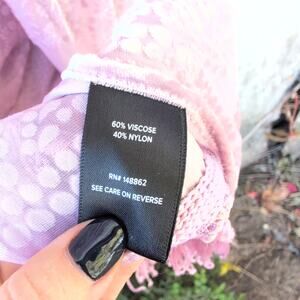 60% VISCOSE
40% NYLON
RN# 148862
SEE CARE ON REVERSE